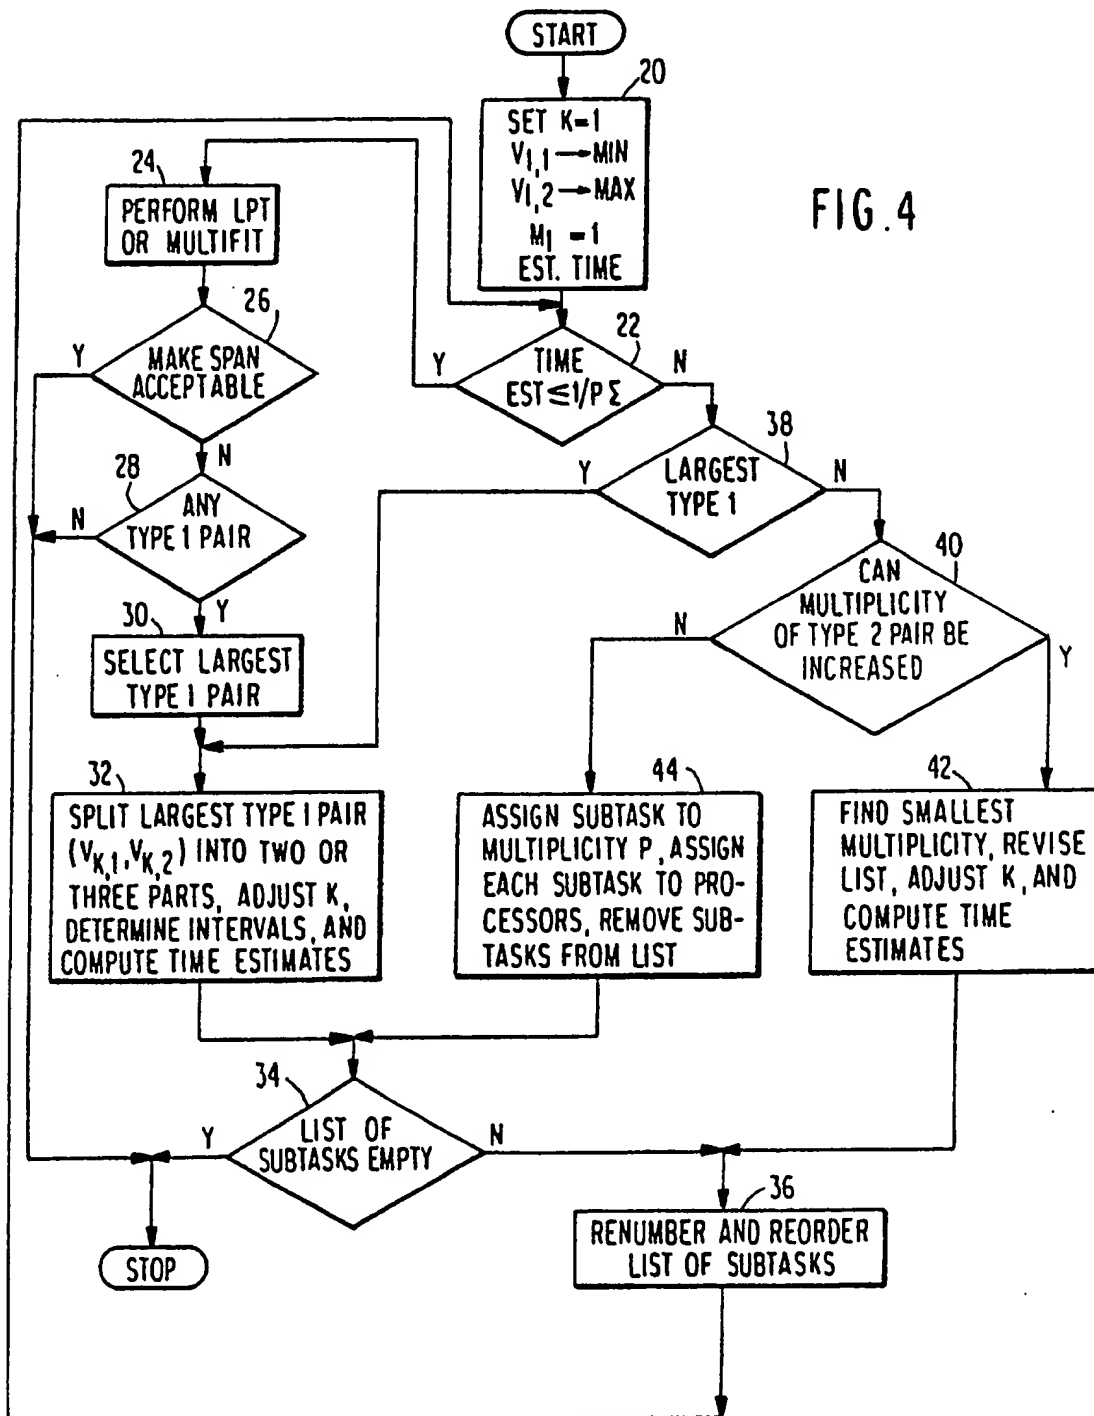 START
20
SET K=1
V1,1 → MIN
V1,2 → MAX
M1 = 1
EST. TIME
FIG.4
24
PERFORM LPT
OR MULTIFIT
26
MAKE SPAN
ACCEPTABLE
Y
N
22
TIME
EST ≤ 1/P Σ
Y
N
38
LARGEST
TYPE 1
Y
N
28
ANY
TYPE 1 PAIR
N
Y
40
CAN
MULTIPLICITY
OF TYPE 2 PAIR BE
INCREASED
N
Y
30
SELECT LARGEST
TYPE 1 PAIR
32
SPLIT LARGEST TYPE 1 PAIR
(VK,1,VK,2) INTO TWO OR
THREE PARTS, ADJUST K,
DETERMINE INTERVALS, AND
COMPUTE TIME ESTIMATES
44
ASSIGN SUBTASK TO
MULTIPLICITY P, ASSIGN
EACH SUBTASK TO PRO-
CESSORS, REMOVE SUB-
TASKS FROM LIST
42
FIND SMALLEST
MULTIPLICITY, REVISE
LIST, ADJUST K, AND
COMPUTE TIME
ESTIMATES
34
LIST OF
SUBTASKS EMPTY
Y
N
36
RENUMBER AND REORDER
LIST OF SUBTASKS
STOP